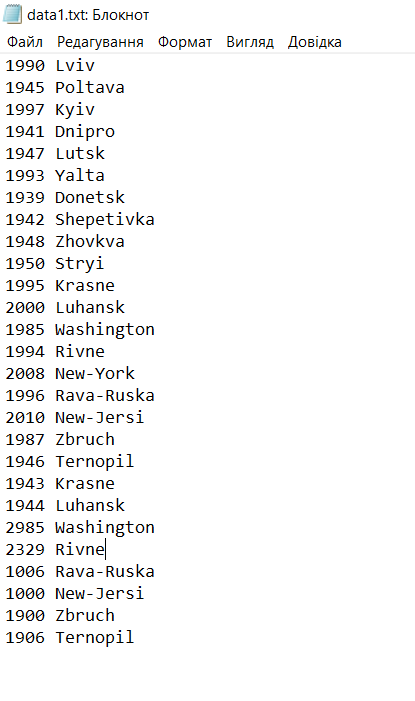 data1.txt: Блокнот
Файл Редагування Формат Вигляд Довідка
1990 Lviv
1945 Poltava
1997 Kyiv
1941 Dnipro
1947 Lutsk
1993 Yalta
1939 Donetsk
1942 Shepetivka
1948 Zhovkva
1950 Stryi
1995 Krasne
2000 Luhansk
1985 Washington
1994 Rivne
2008 New-York
1996 Rava-Ruska
2010 New-Jersi
1987 Zbruch
1946 Ternopil
1943 Krasne
1944 Luhansk
2985 Washington
2329 Rivne
1006 Rava-Ruska
1000 New-Jersi
1900 Zbruch
1906 Ternopil